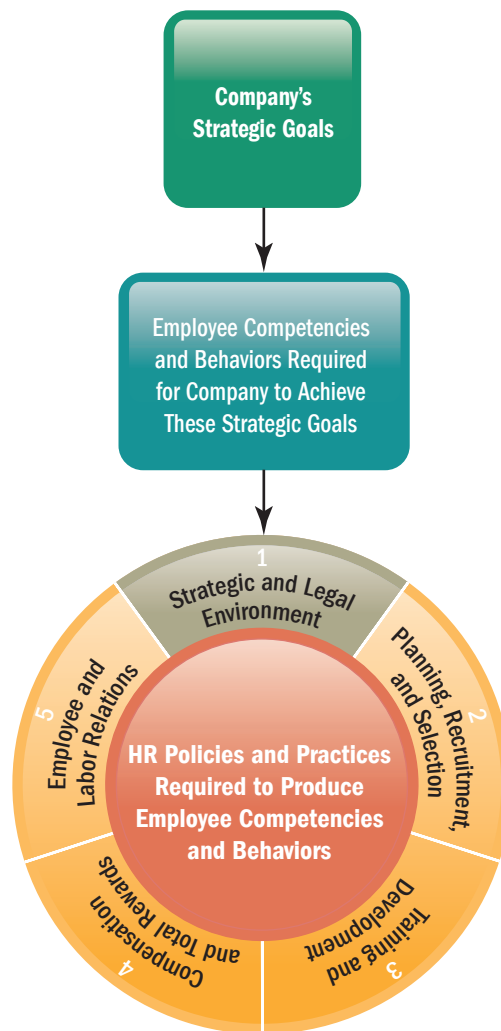 Company's
Strategic Goals
Employee Competencies
and Behaviors Required
for Company to Achieve
These Strategic Goals
1
Strategic and Legal
Environment
2
Planning, Recruitment,
and Selection
3
Training and
Development
4
Compensation
and Total Rewards
5
Employee and
Labor Relations
HR Policies and Practices
Required to Produce
Employee Competencies
and Behaviors